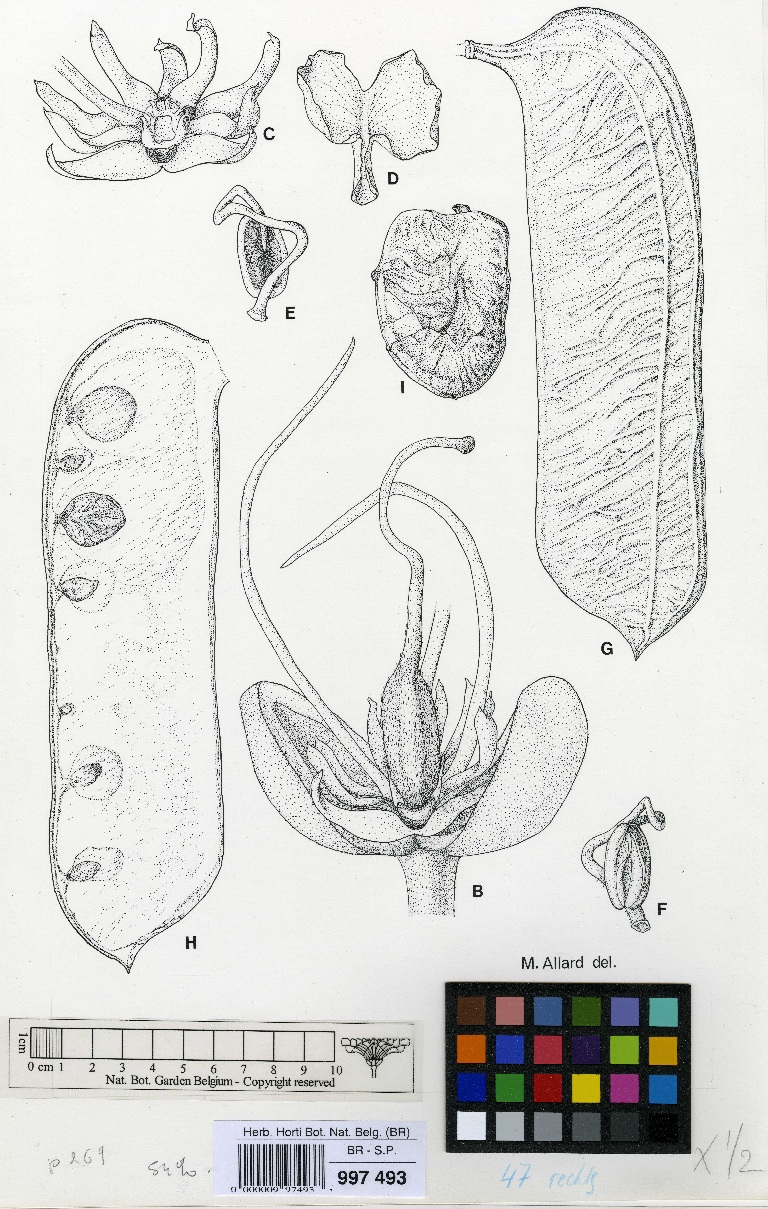 C
D
E
I
G
B
F
H
M. Allard del.
1cm
0 cm 1 2 3 4 5 6 7 8 9 10
Nat. Bot. Garden Belgium - Copyright reserved
Herb. Horti Bot. Nat. Belg. (BR)
BR - S.P.
997 493
p 269
47 rechts
X 1/2